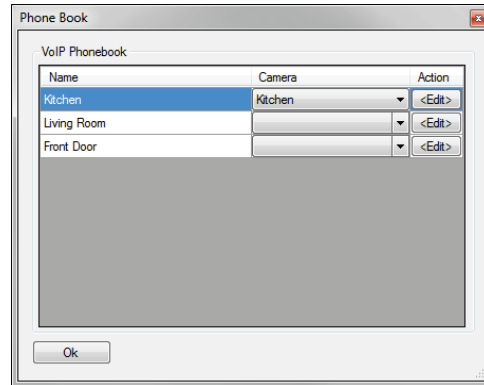 Phone Book
VoIP Phonebook
Name Camera Action
Kitchen Kitchen <Edit>
Living Room <Edit>
Front Door <Edit>
Ok